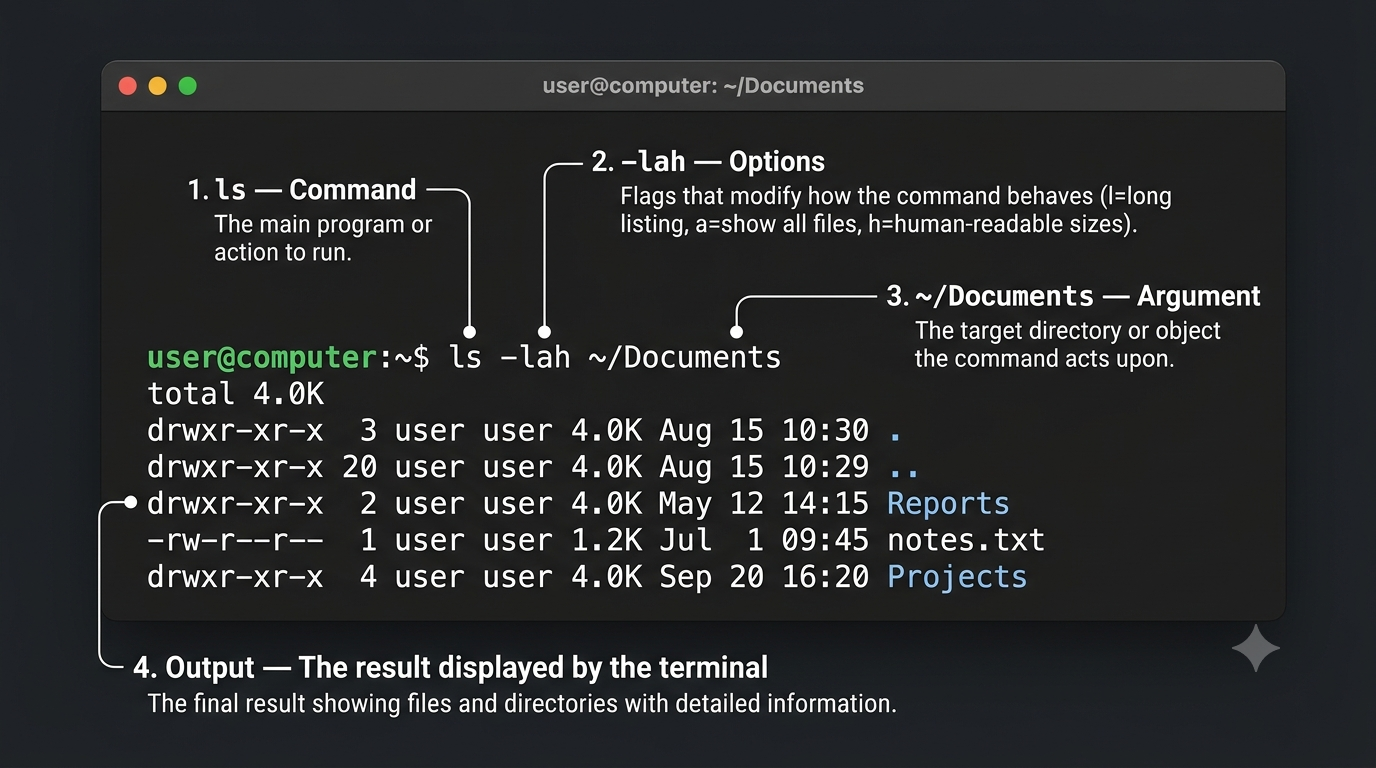 user@computer: ~/Documents
1. ls — Command
The main program or
action to run.
2. -lah — Options
Flags that modify how the command behaves (l=long
listing, a=show all files, h=human-readable sizes).
3. ~/Documents — Argument
The target directory or object
the command acts upon.
user@computer:~$ ls -lah ~/Documents
total 4.0K
drwxr-xr-x  3 user user 4.0K Aug 15 10:30 .
drwxr-xr-x 20 user user 4.0K Aug 15 10:29 ..
drwxr-xr-x  2 user user 4.0K May 12 14:15 Reports
-rw-r--r--  1 user user 1.2K Jul  1 09:45 notes.txt
drwxr-xr-x  4 user user 4.0K Sep 20 16:20 Projects
4. Output — The result displayed by the terminal
The final result showing files and directories with detailed information.